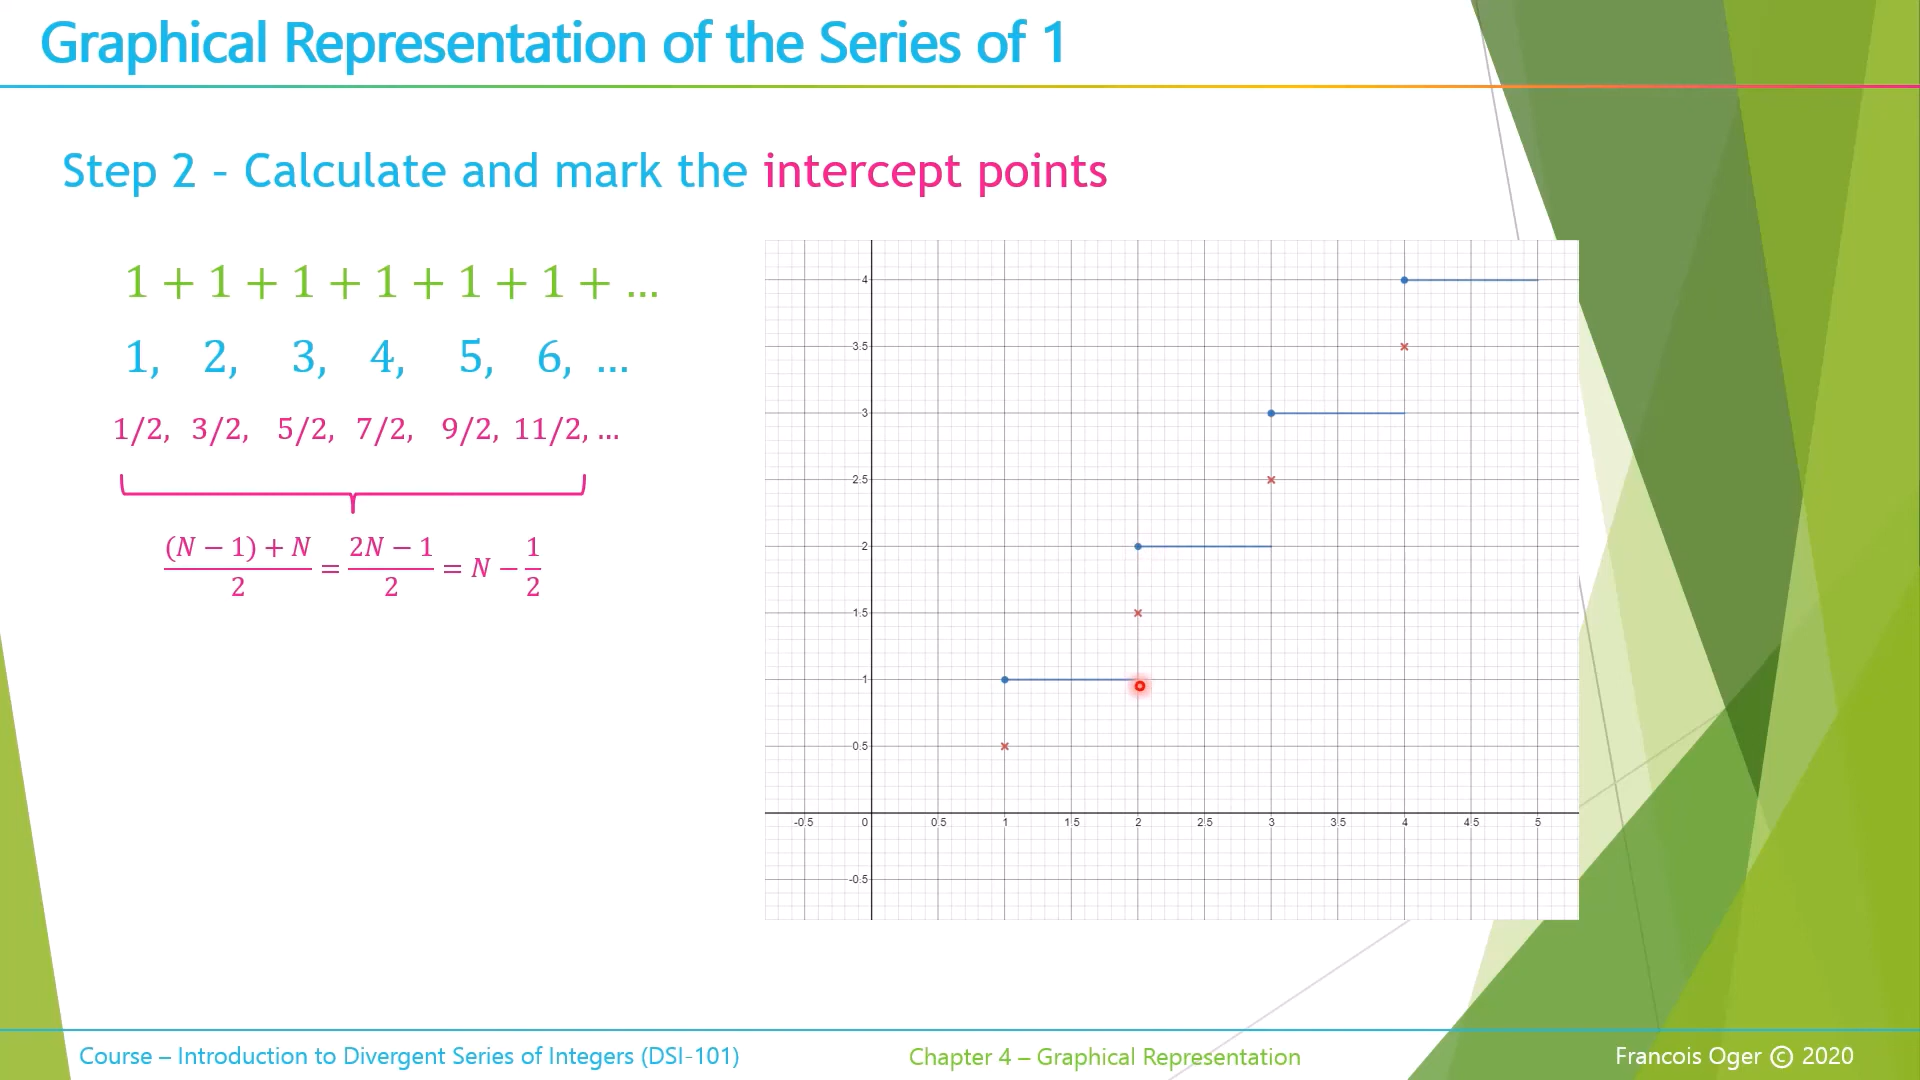 Graphical Representation of the Series of 1
Step 2 – Calculate and mark the intercept points
1 + 1 + 1 + 1 + 1 + 1 + …
1, 2, 3, 4, 5, 6, …
1/2, 3/2, 5/2, 7/2, 9/2, 11/2, …
(N − 1) + N / 2 = 2N − 1 / 2 = N − 1 / 2
4
3.5
3
2.5
2
1.5
1
0.5
-0.5 0 0.5 1 1.5 2 2.5 3 3.5 4 4.5 5
-0.5
Course – Introduction to Divergent Series of Integers (DSI-101)
Chapter 4 – Graphical Representation
Francois Oger © 2020